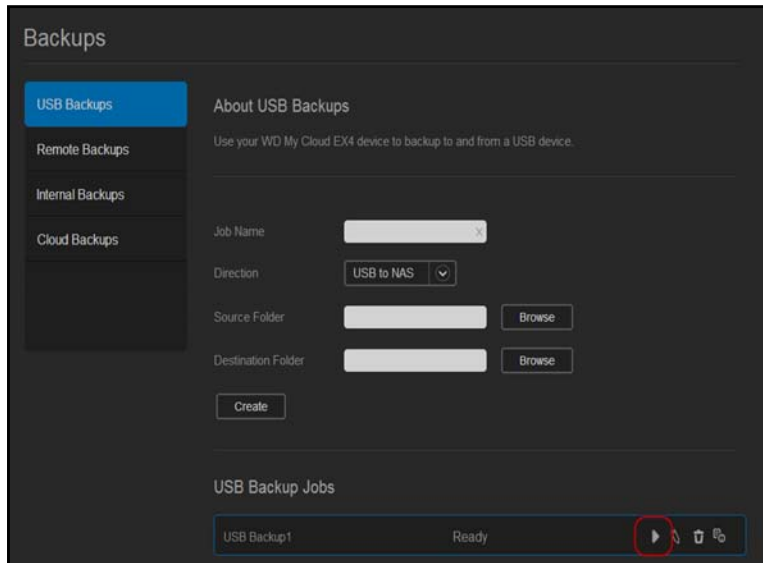 Backups
USB Backups
Remote Backups
Internal Backups
Cloud Backups
About USB Backups
Use your WD My Cloud EX4 device to backup to and from a USB device.
Job Name
X
Direction
USB to NAS
Source Folder
Browse
Destination Folder
Browse
Create
USB Backup Jobs
USB Backup1
Ready